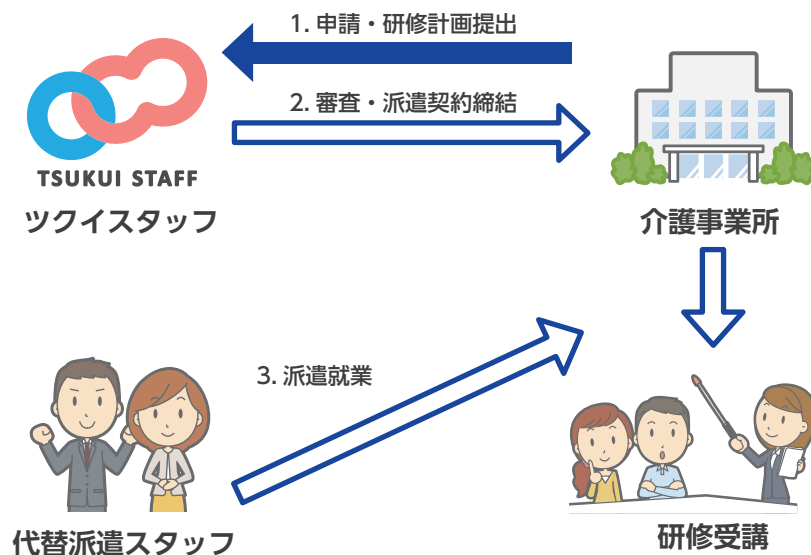 1. 申請・研修計画提出
2. 審査・派遣契約締結
TSUKUI STAFF
ツクイスタッフ
介護事業所
3. 派遣就業
代替派遣スタッフ
研修受講